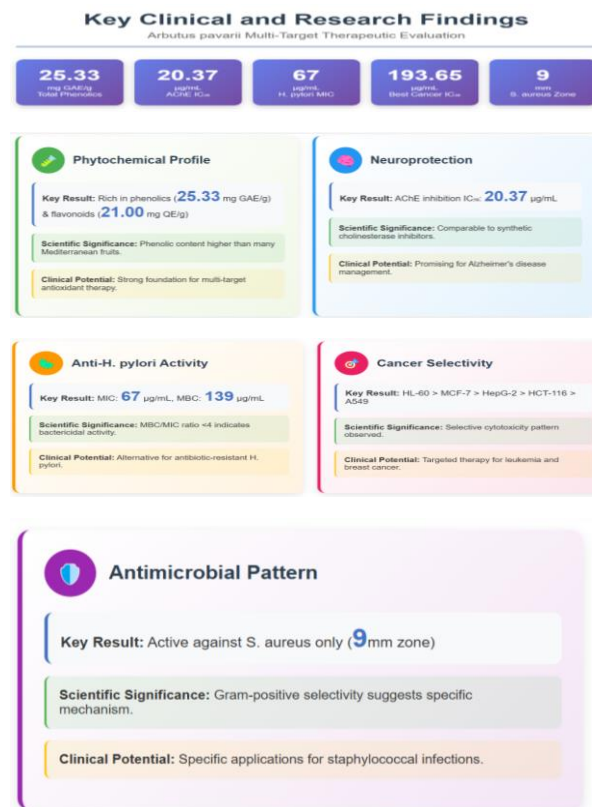 Key Clinical and Research Findings
Arbutus pavarii Multi-Target Therapeutic Evaluation
25.33
mg GAE/g
Total Phenolics
20.37
µg/mL
AChE IC₅₀
67
µg/mL
H. pylori MIC
193.65
µg/mL
Best Cancer IC₅₀
9
mm
S. aureus Zone
Phytochemical Profile
Key Result: Rich in phenolics (25.33 mg GAE/g)
& flavonoids (21.00 mg QE/g)
Scientific Significance: Phenolic content higher than many
Mediterranean fruits.
Clinical Potential: Strong foundation for multi-target
antioxidant therapy.
Neuroprotection
Key Result: AChE inhibition IC₅₀: 20.37 µg/mL
Scientific Significance: Comparable to synthetic
cholinesterase inhibitors.
Clinical Potential: Promising for Alzheimer's disease
management.
Anti-H. pylori Activity
Key Result: MIC: 67 µg/mL, MBC: 139 µg/mL
Scientific Significance: MBC/MIC ratio <4 indicates
bactericidal activity.
Clinical Potential: Alternative for antibiotic-resistant H.
pylori.
Cancer Selectivity
Key Result: HL-60 > MCF-7 > HepG-2 > HCT-116 >
A549
Scientific Significance: Selective cytotoxicity pattern
observed.
Clinical Potential: Targeted therapy for leukemia and
breast cancer.
Antimicrobial Pattern
Key Result: Active against S. aureus only (9mm zone)
Scientific Significance: Gram-positive selectivity suggests specific
mechanism.
Clinical Potential: Specific applications for staphylococcal infections.